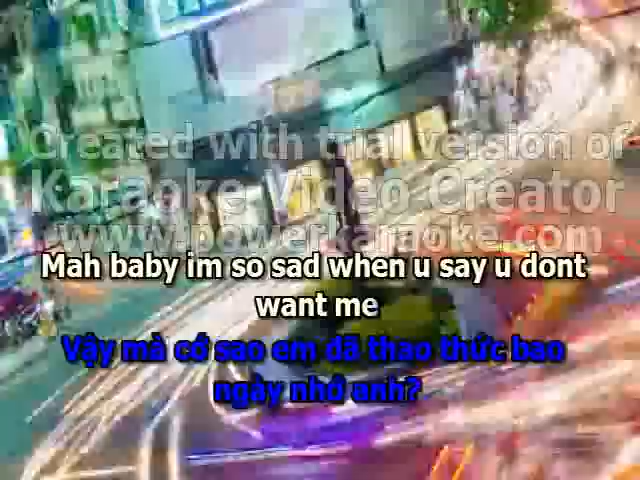 Created with trial version of
Karaoke Video Creator
www.powerkaraoke.com
Mah baby im so sad when u say u dont
want me
Vậy mà cớ sao em đã thao thức bao
ngày nhớ anh?